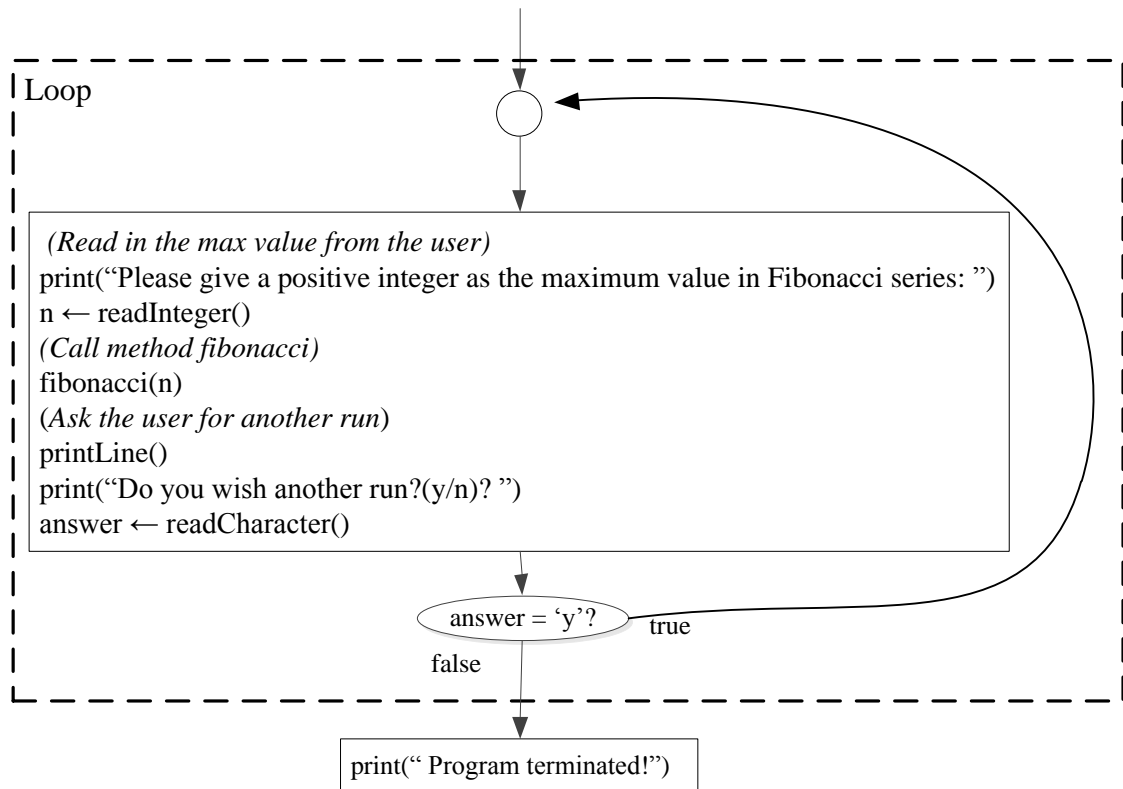 Loop
(Read in the max value from the user)
print(“Please give a positive integer as the maximum value in Fibonacci series: ”)
n ← readInteger()
(Call method fibonacci)
fibonacci(n)
(Ask the user for another run)
printLine()
print(“Do you wish another run?(y/n)? ”)
answer ← readCharacter()
answer = ‘y’?
true
false
print(“ Program terminated!”)